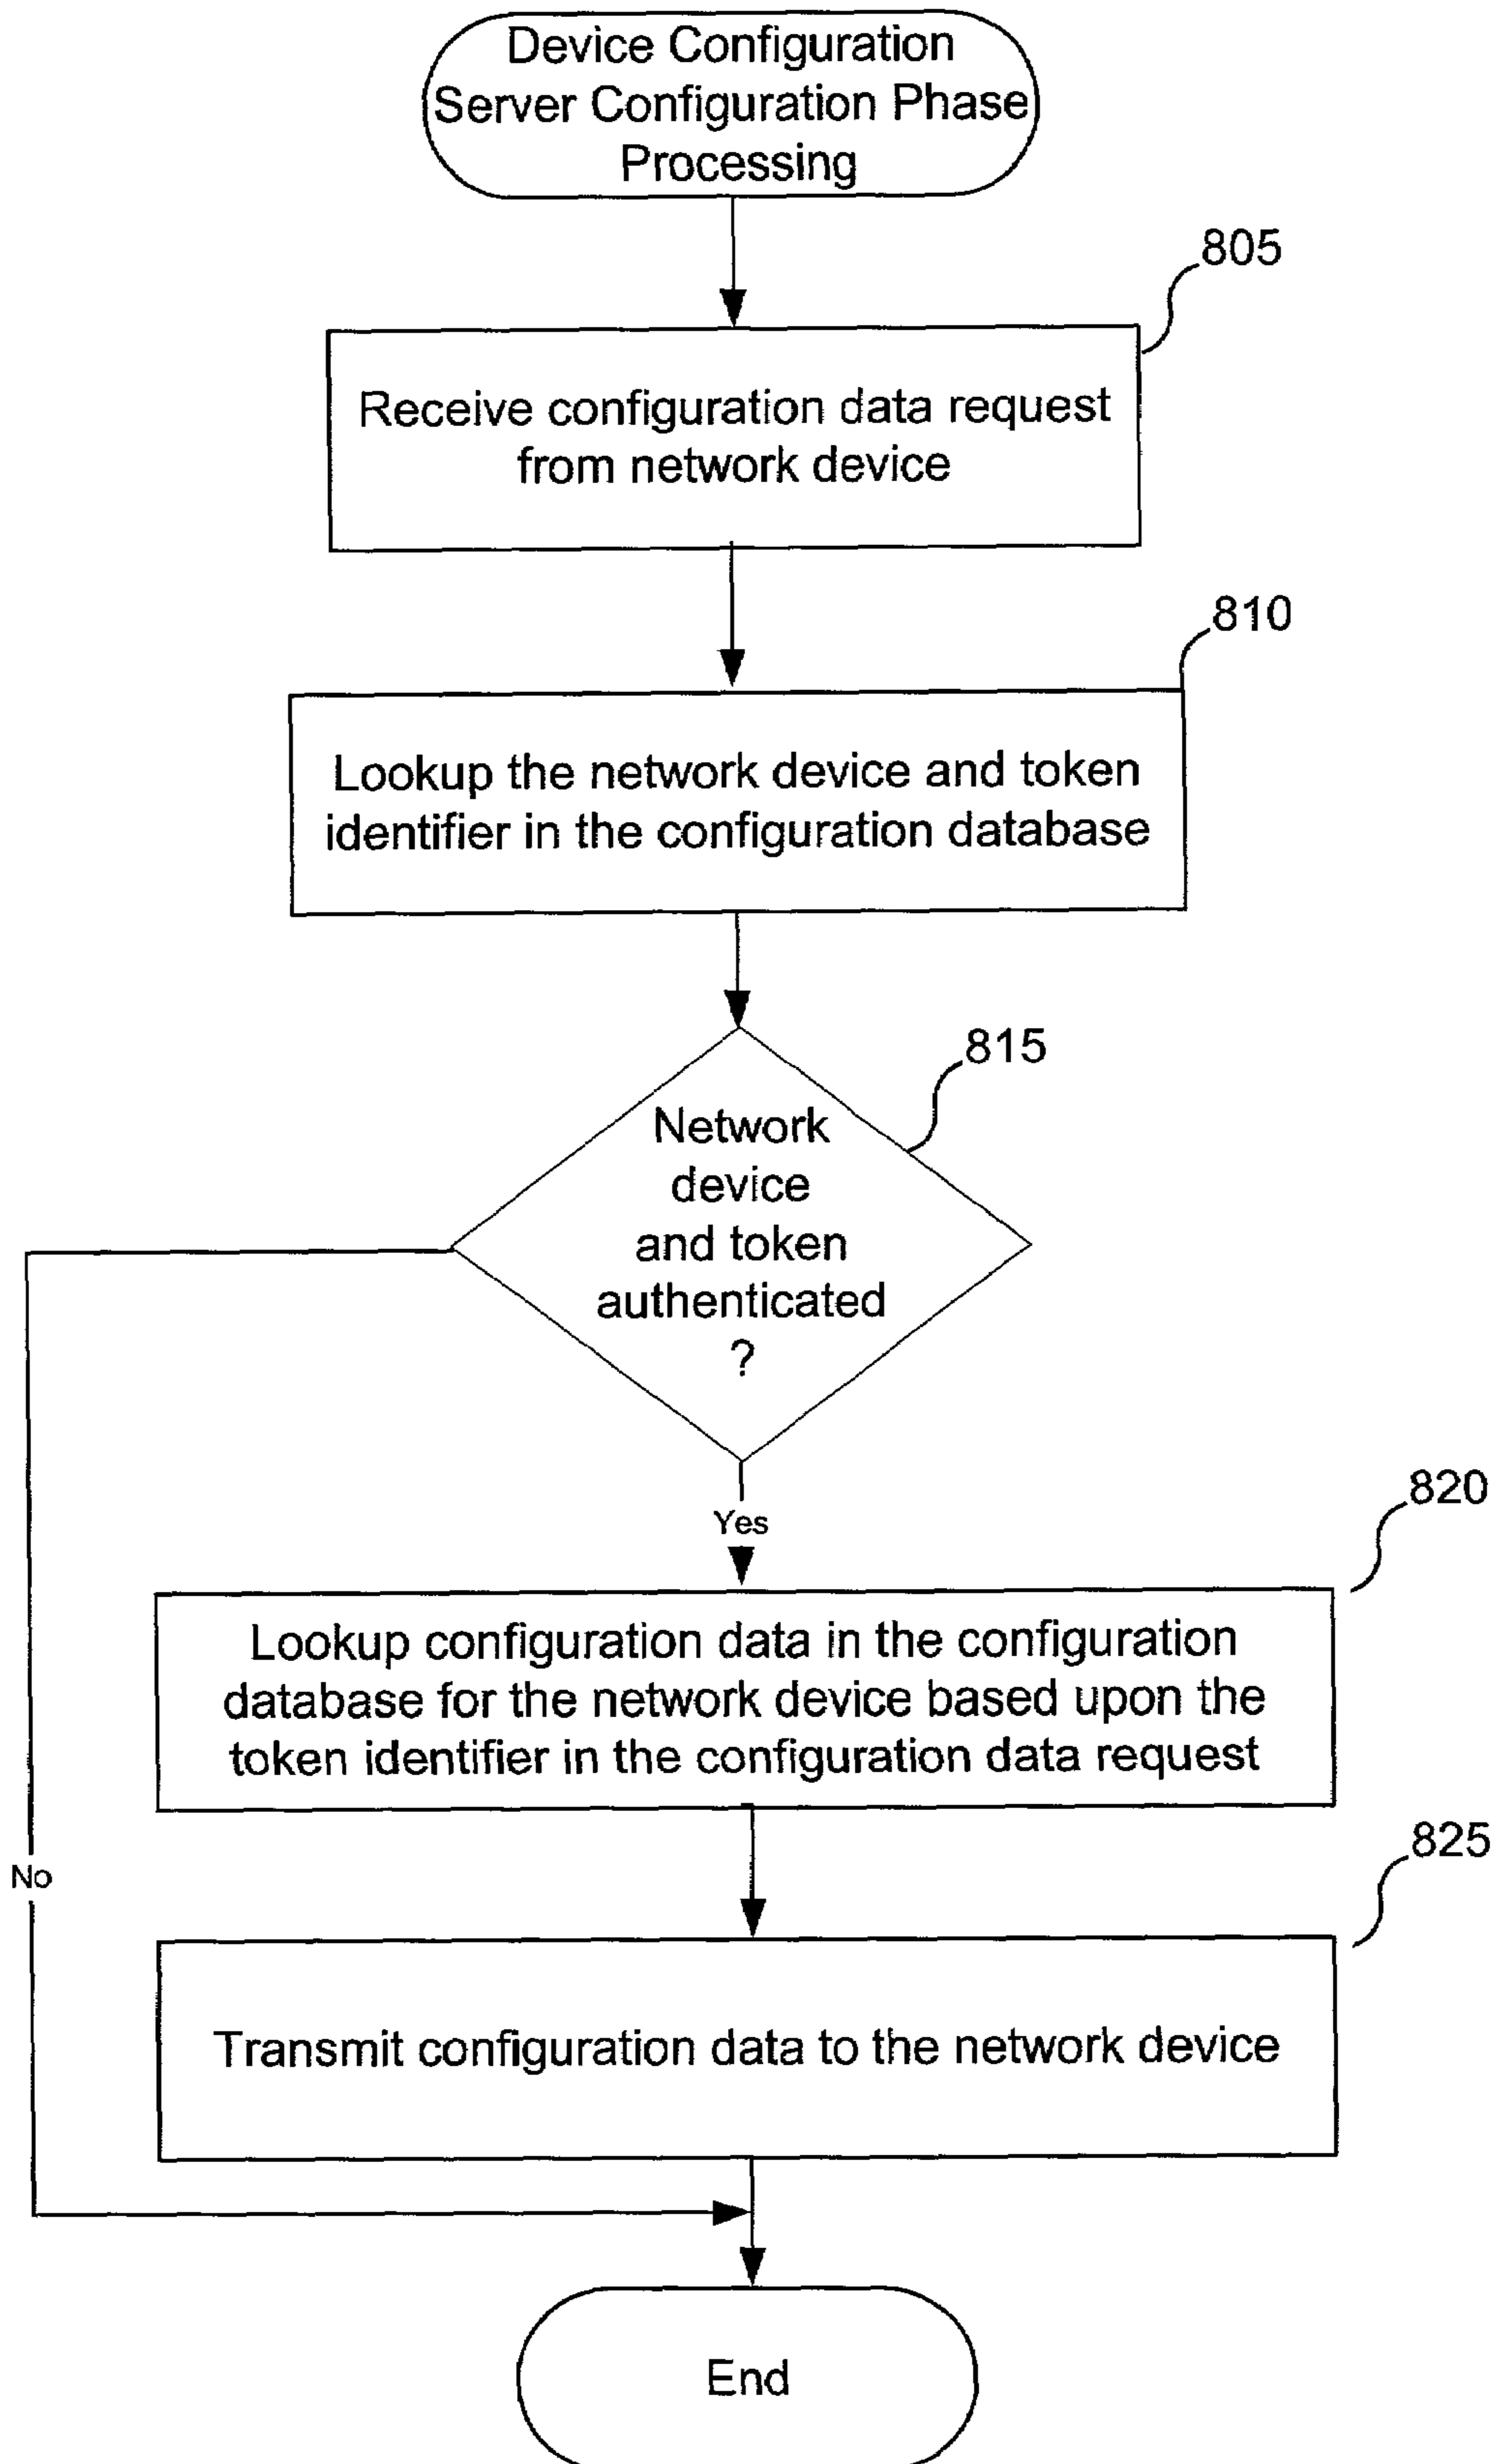 Device Configuration
Server Configuration Phase
Processing
805
Receive configuration data request
from network device
810
Lookup the network device and token
identifier in the configuration database
815
Network
device
and token
authenticated
?
Yes
820
Lookup configuration data in the configuration
database for the network device based upon the
token identifier in the configuration data request
No
825
Transmit configuration data to the network device
End